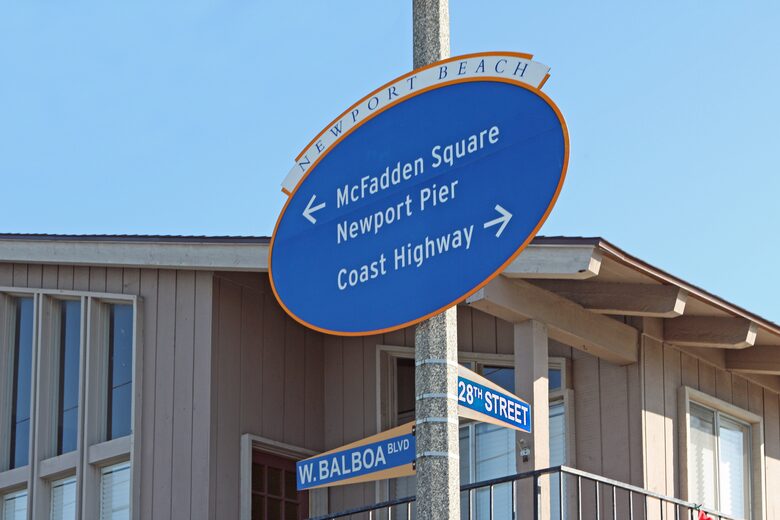 NEWPORT BEACH
McFadden Square
Newport Pier
Coast Highway
28TH STREET
W. BALBOA BLVD